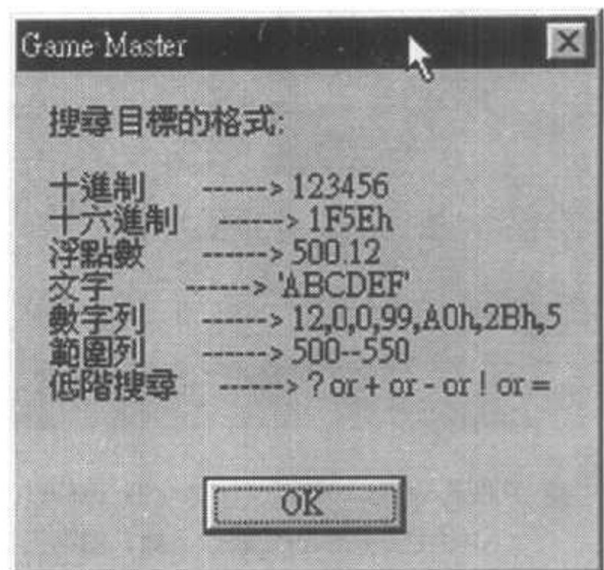 Game Master
搜尋目標的格式:
十進制 ------> 123456
十六進制 ------> 1F5Eh
浮點數 ------> 500.12
文字 ------> 'ABCDEF'
數字列 ------> 12,0,0,99,A0h,2Bh,5
範圍列 ------> 500--550
低階搜尋 ------> ? or + or - or ! or =
OK